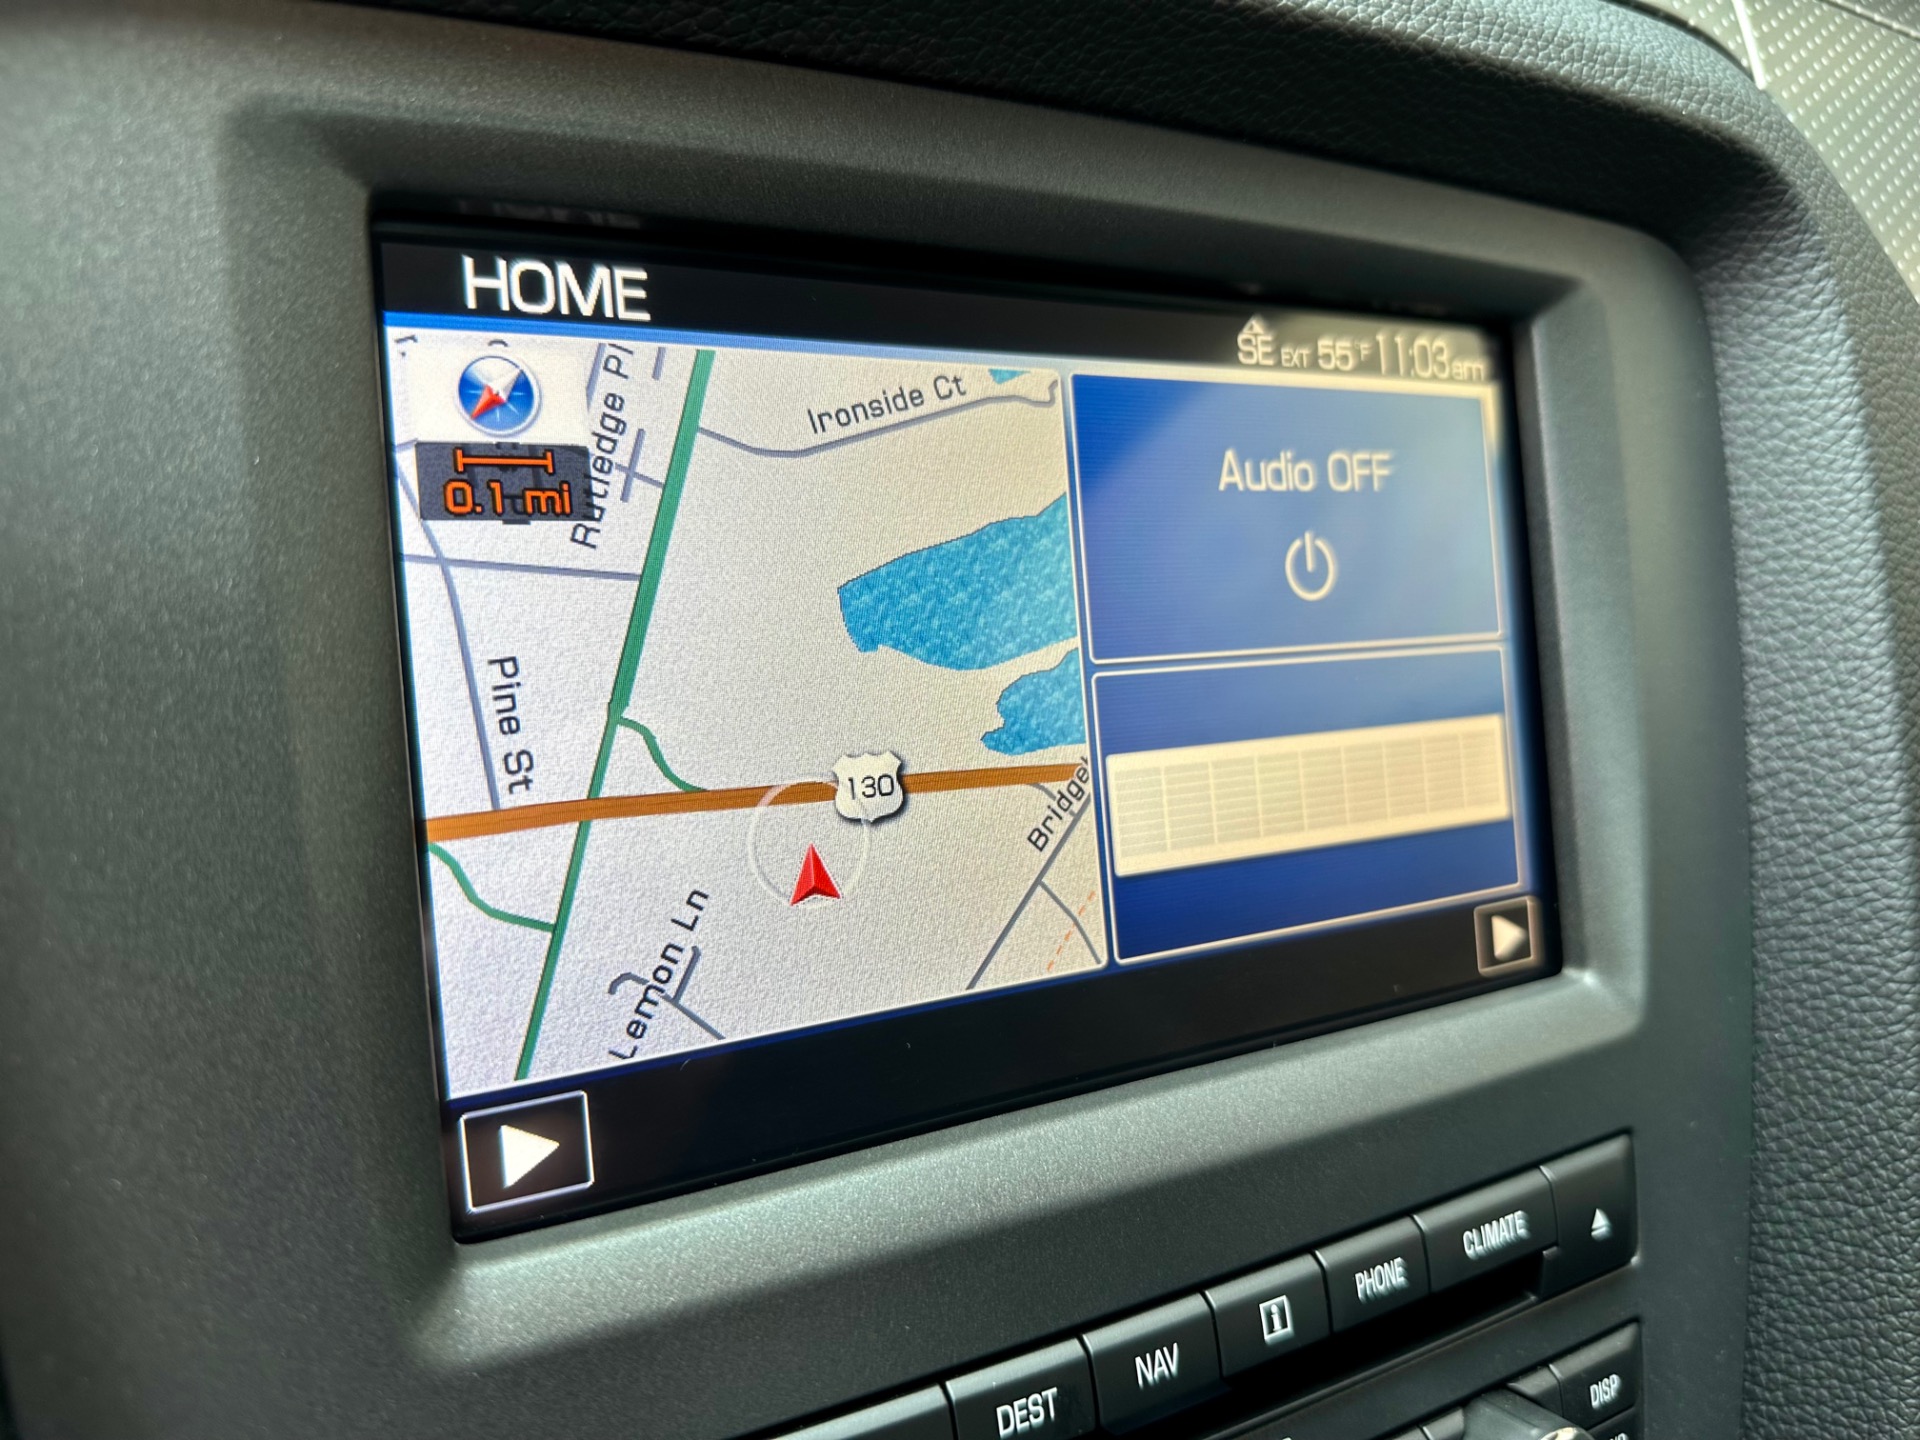 HOME
SE EXT 55°F 11:03am
Rutledge Pl
Ironside Ct
0.1 mi
Audio OFF
Pine St
130
Bridge
Lemon Ln
CLIMATE
PHONE
i
NAV
DEST
DISP